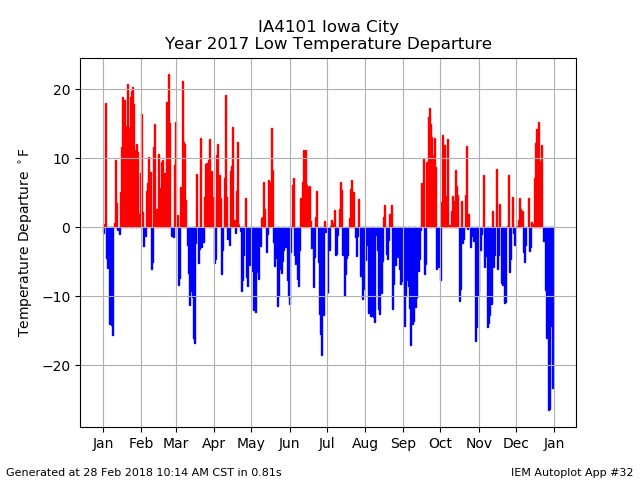 IA4101 Iowa City
Year 2017 Low Temperature Departure
Temperature Departure °F
20
10
0
−10
−20
Jan Feb Mar Apr May Jun Jul Aug Sep Oct Nov Dec Jan
Generated at 28 Feb 2018 10:14 AM CST in 0.81s
IEM Autoplot App #32